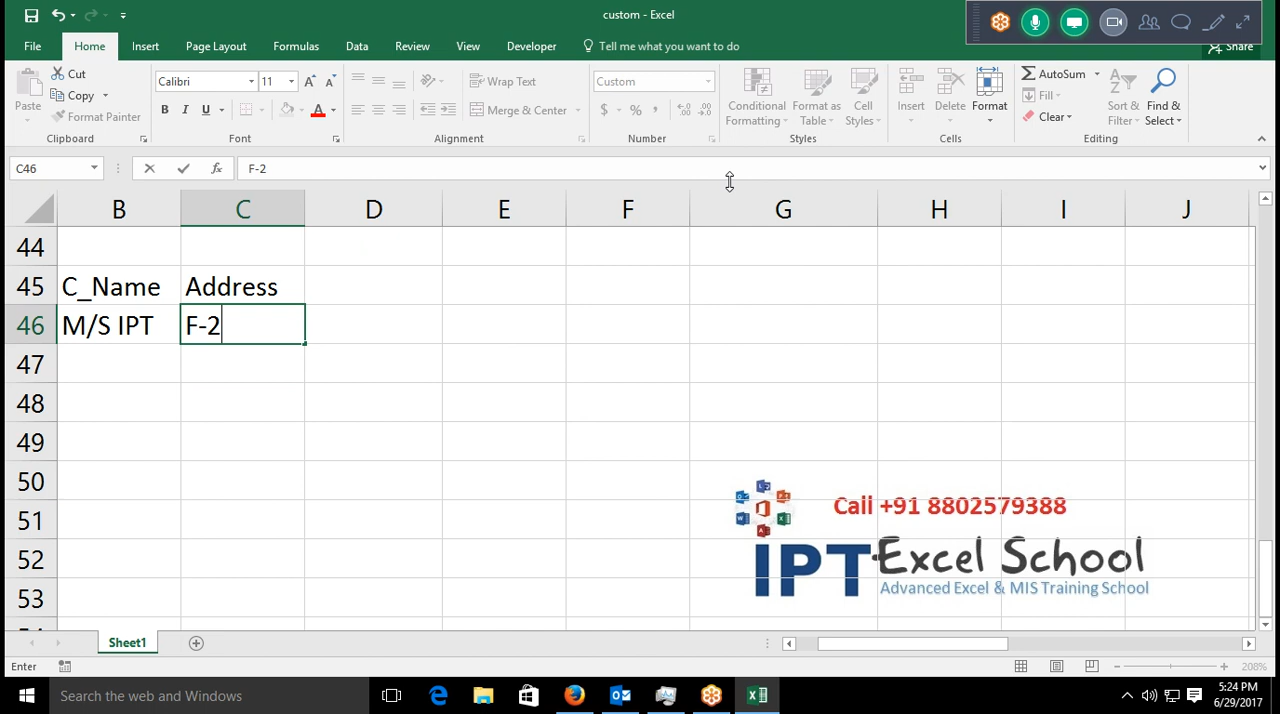 custom - Excel
File Home Insert Page Layout Formulas Data Review View Developer Tell me what you want to do Share
Paste Cut Copy Format Painter Clipboard
Calibri 11 A A B I U A Font
Wrap Text Merge & Center Alignment
Custom $ % , Number
Conditional Formatting Format as Table Cell Styles Styles
Insert Delete Format Cells
AutoSum Fill Clear Sort & Filter Find & Select Editing
C46 fx F-2
B C D E F G H I J
44
45 C_Name Address
46 M/S IPT F-2
47
48
49
50
51 Call +91 8802579388
52 IPT Excel School
53 Advanced Excel & MIS Training School
Sheet1
Enter 208%
Search the web and Windows
5:24 PM
6/29/2017